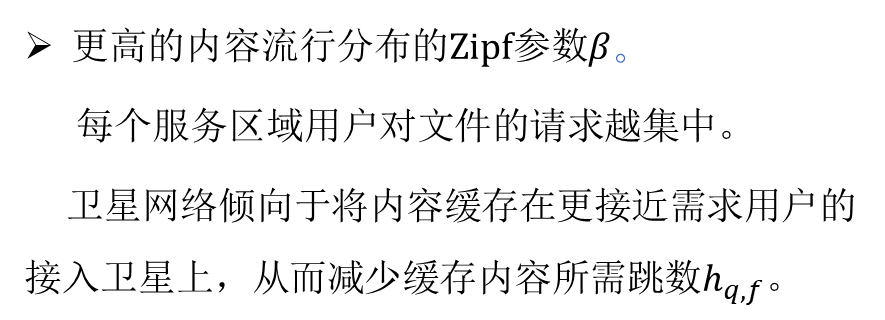 ➢ 更高的内容流行分布的Zipf参数β。
每个服务区域用户对文件的请求越集中。
卫星网络倾向于将内容缓存在更接近需求用户的
接入卫星上，从而减少缓存内容所需跳数h_{q,f}。